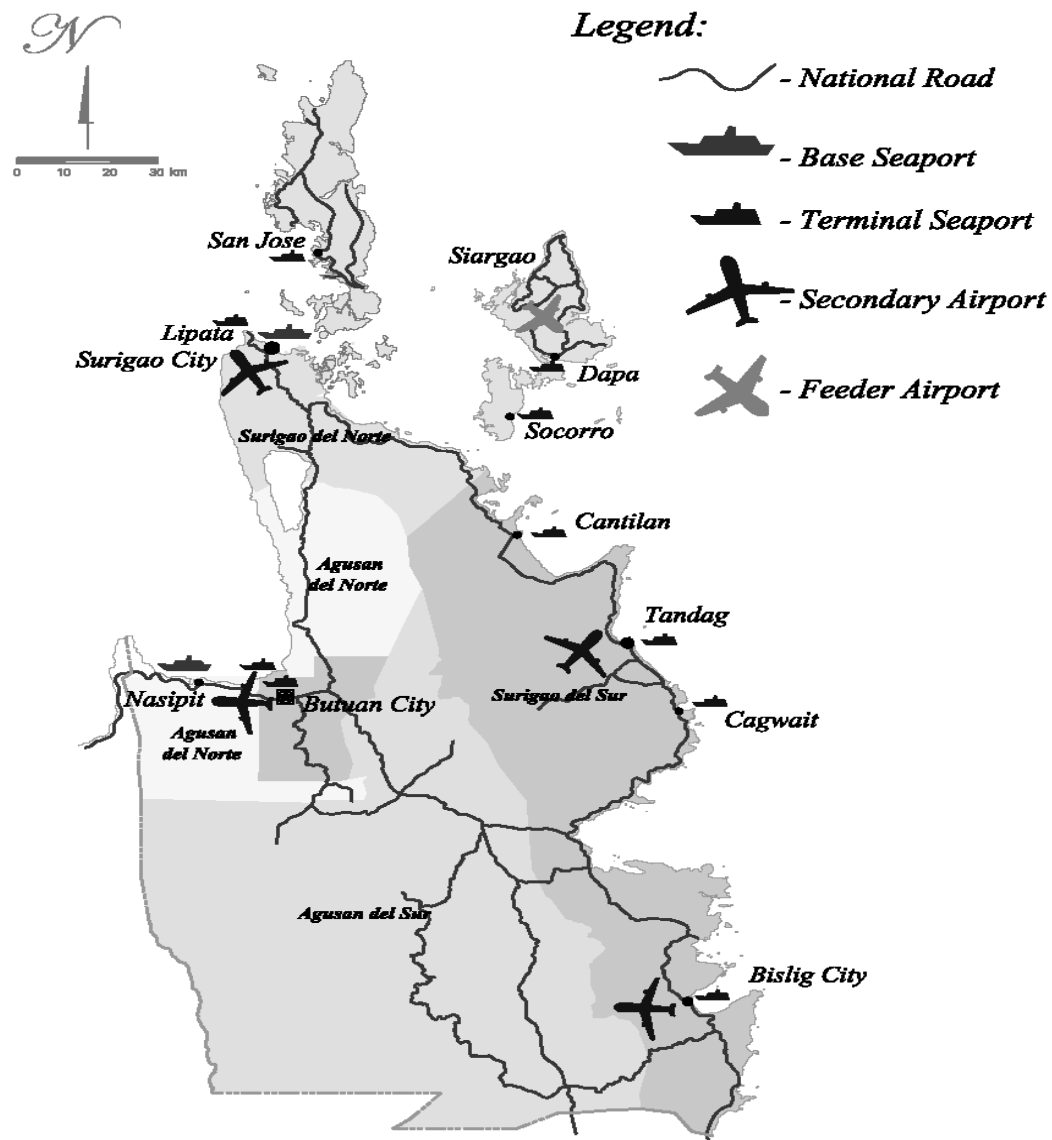 N
Legend:
- National Road
0 10 20 30 km
- Base Seaport
- Terminal Seaport
San Jose
Siargao
- Secondary Airport
Lipata
Surigao City
Dapa
- Feeder Airport
Socorro
Surigao del Norte
Cantilan
Agusan
del Norte
Tandag
Surigao del Sur
Nasipit
Butuan City
Cagwait
Agusan
del Norte
Agusan del Sur
Bislig City